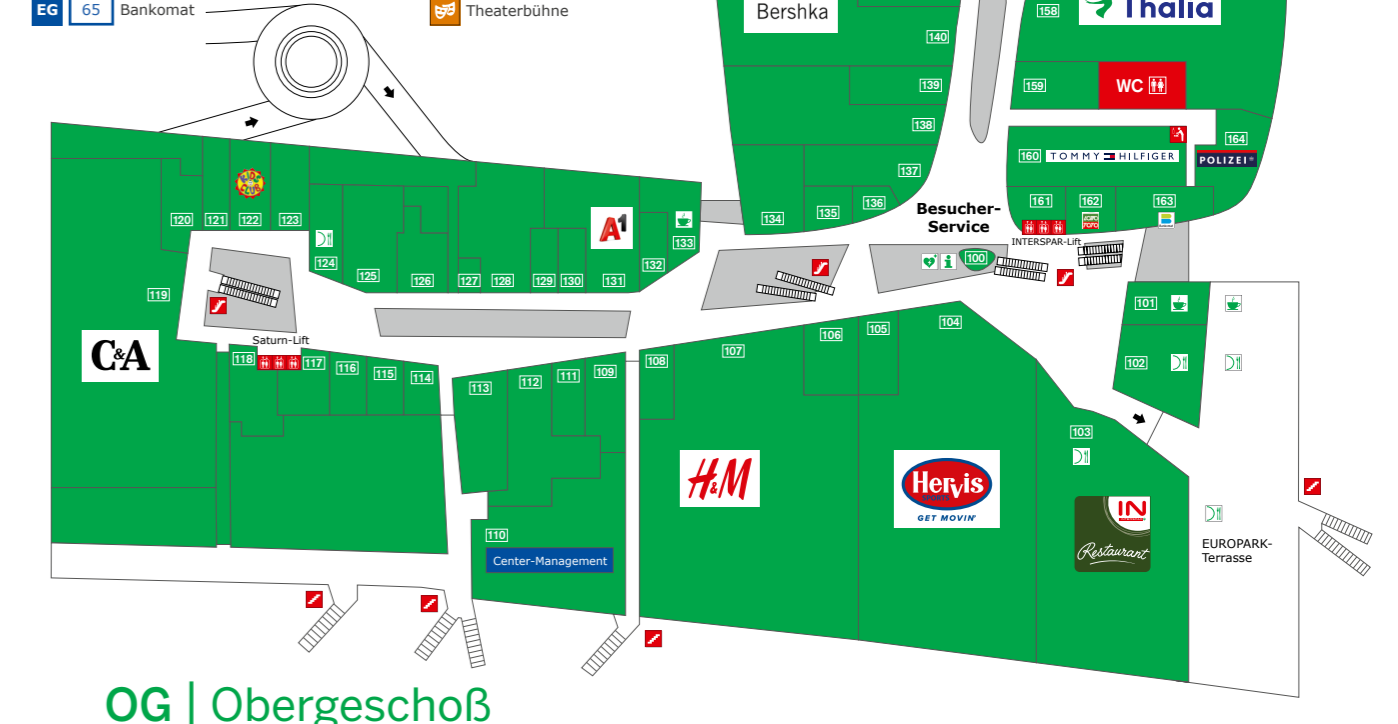 EG 65 Bankomat
Theaterbühne
Bershka
158
Thalia
140
139
159
WC
138
164
160 TOMMY HILFIGER
POLIZEI
137
KIDS CLUB
161 162 163
136
135
134
120 121 122 123
A1
133
Besucher-
Service
INTERSPAR-Lift
100
124
125
126
127 128 129 130 131
132
119
101
104
105
106
107
108
109
Saturn-Lift
C&A
118
117
116
115
114
113
112
111
102
103
H&M
Hervis
SPORTS
GET MOVIN'
IN
Restaurant
110
Center-Management
EUROPARK-
Terrasse
OG | Obergeschoß